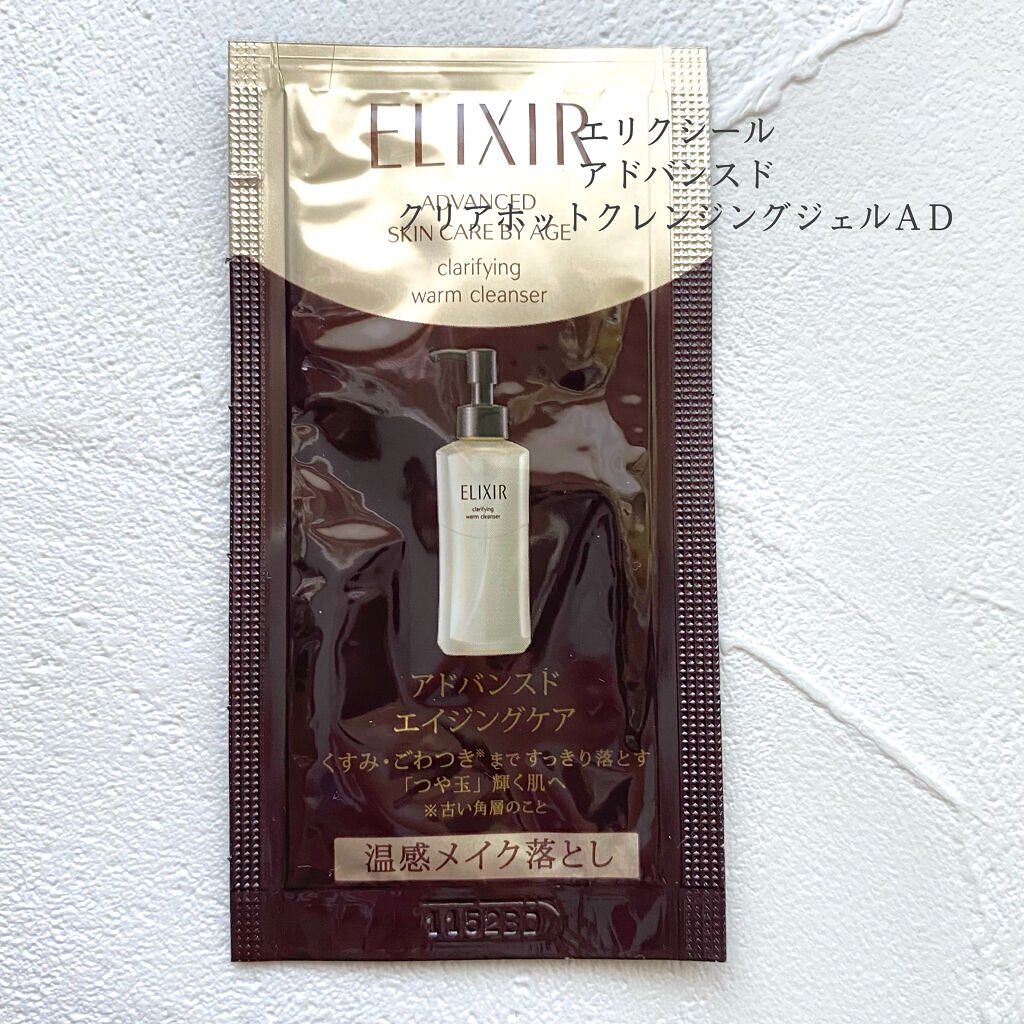 ELIXIR
エリクシール
アドバンスド
クリアホットクレンジングジェルAD
ADVANCED
SKIN CARE BY AGE
clarifying
warm cleanser
ELIXIR
clarifying
warm cleanser
アドバンスド
エイジングケア
くすみ・ごわつき※まで すっきり落とす
「つや玉」輝く肌へ
※古い角層のこと
温感メイク落とし
1152SD